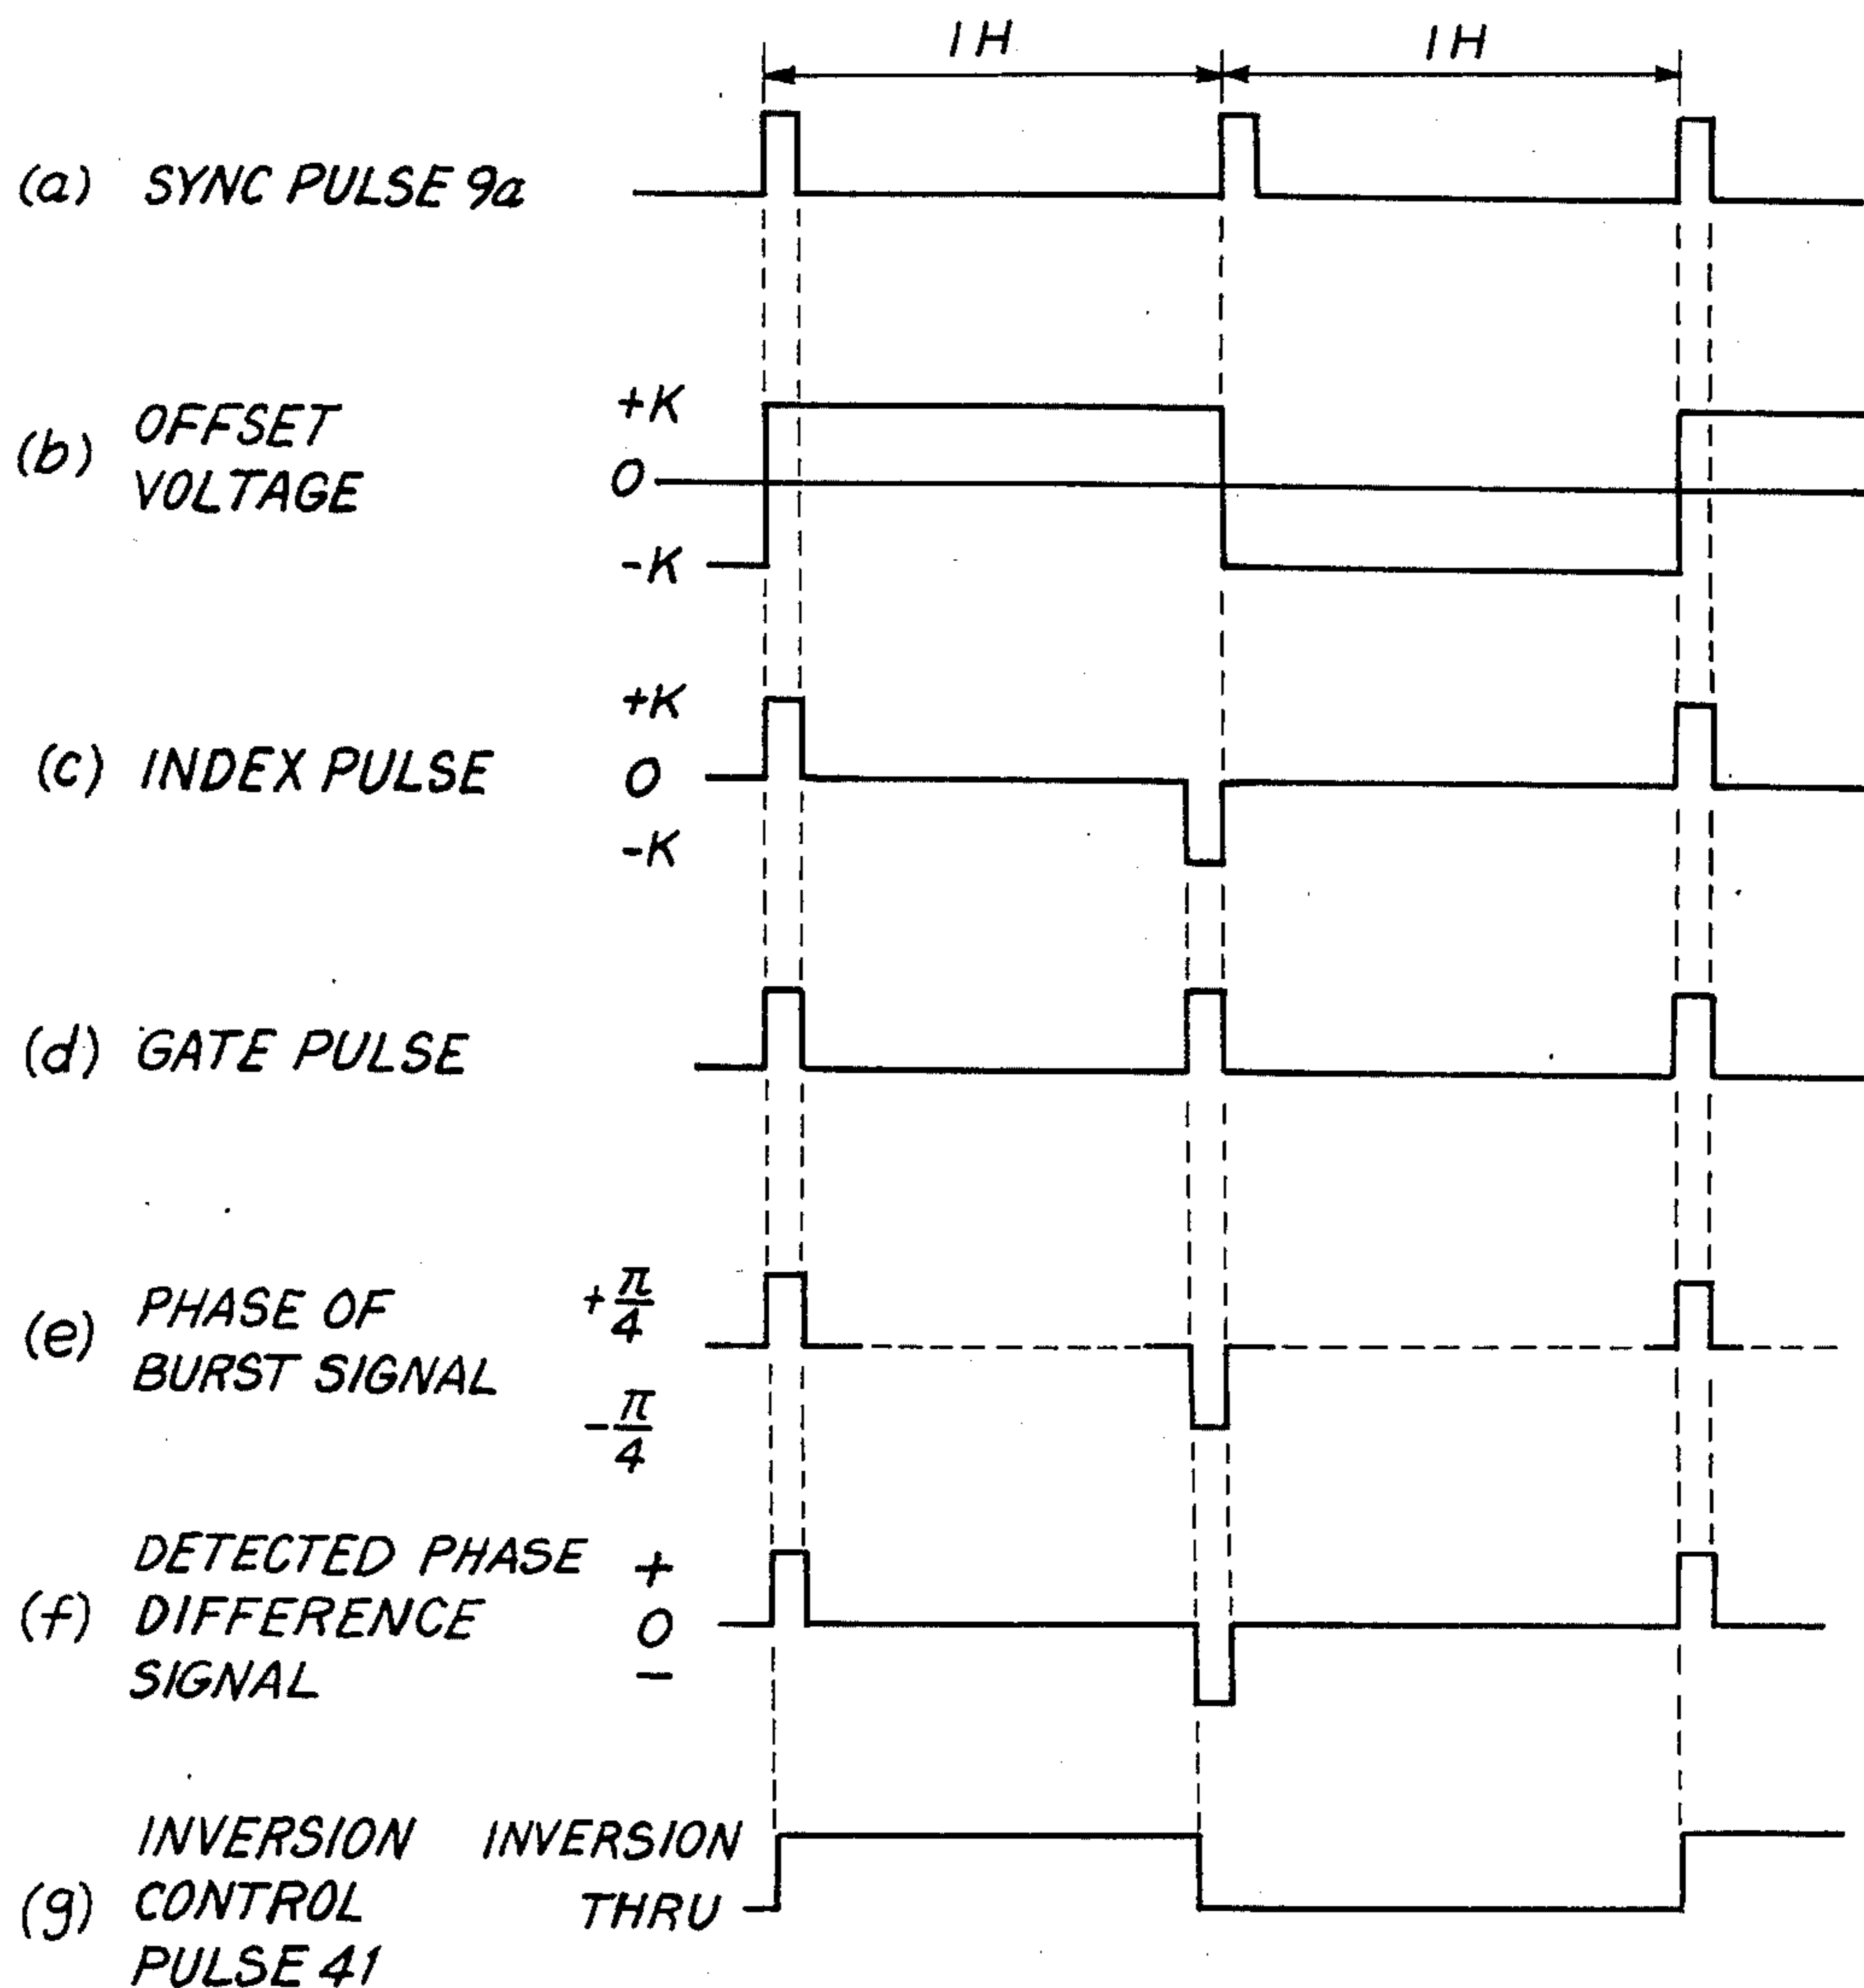 1H 1H
(a) SYNC PULSE 9a
(b) OFFSET
VOLTAGE
+K
0
-K
(c) INDEX PULSE
+K
0
-K
(d) GATE PULSE
(e) PHASE OF
BURST SIGNAL
+π/4
-π/4
(f) DETECTED PHASE
DIFFERENCE
SIGNAL
+
0
-
(g) INVERSION
CONTROL
PULSE 41
INVERSION
THRU